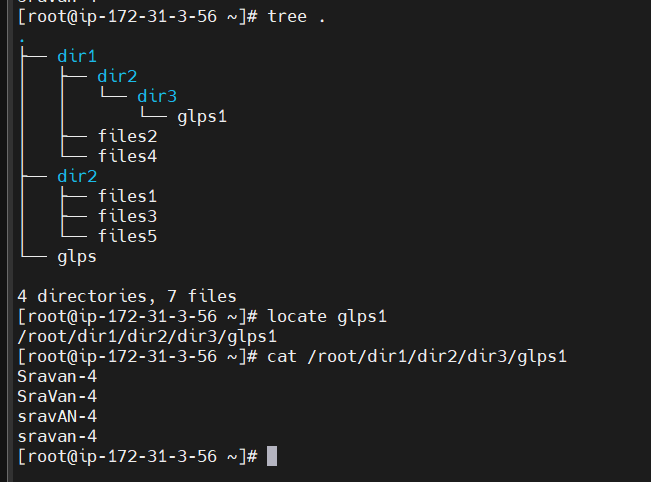 [root@ip-172-31-3-56 ~]# tree .
.
├── dir1
│   ├── dir2
│   │   └── dir3
│   │       └── glps1
│   ├── files2
│   └── files4
├── dir2
│   ├── files1
│   ├── files3
│   └── files5
└── glps
4 directories, 7 files
[root@ip-172-31-3-56 ~]# locate glps1
/root/dir1/dir2/dir3/glps1
[root@ip-172-31-3-56 ~]# cat /root/dir1/dir2/dir3/glps1
Sravan-4
SraVan-4
sravAN-4
sravan-4
[root@ip-172-31-3-56 ~]#